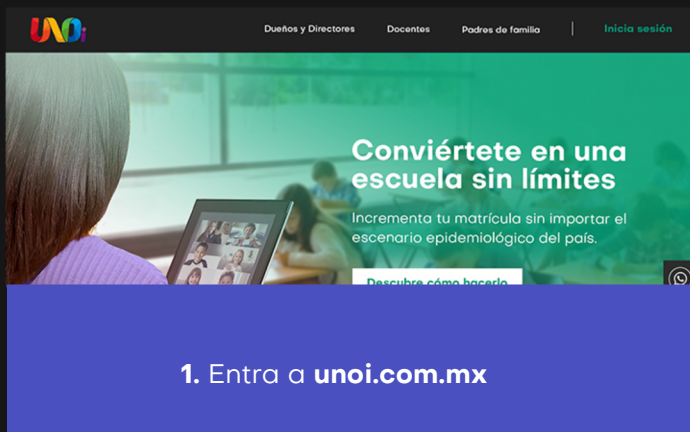 UNOi
Dueños y Directores
Docentes
Padres de familia
Inicia sesión
Conviértete en una
escuela sin límites
Incrementa tu matrícula sin importar el
escenario epidemiológico del país.
Descubre cómo hacerlo
1. Entra a unoi.com.mx